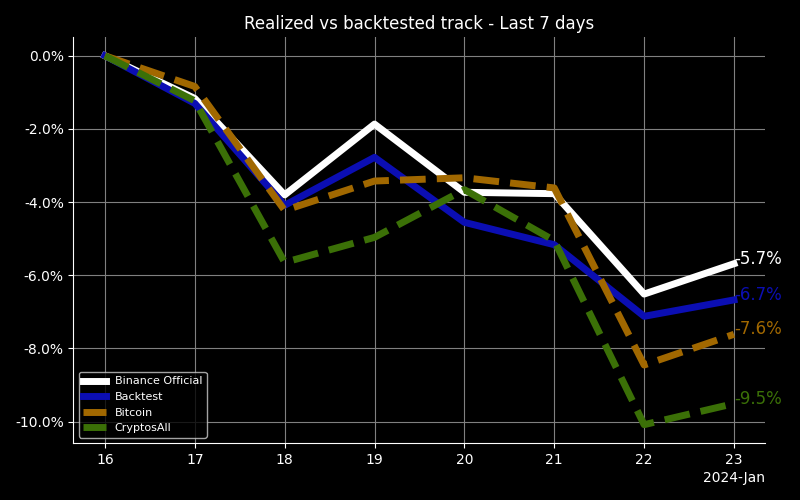 Realized vs backtested track - Last 7 days
0.0%
-2.0%
-4.0%
-6.0%
-8.0%
-10.0%
-5.7%
-6.7%
-7.6%
-9.5%
Binance Official
Backtest
Bitcoin
CryptosAll
16 17 18 19 20 21 22 23
2024-Jan